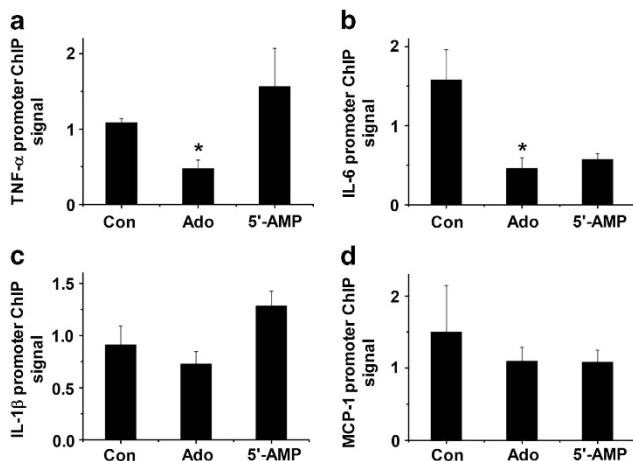 a
TNF-α promoter ChIP
signal
2
1
0
*
Con Ado 5'-AMP
b
IL-6 promoter ChIP
signal
2
1
0
*
Con Ado 5'-AMP
c
IL-1β promoter ChIP
signal
1.5
1.0
0.5
0.0
Con Ado 5'-AMP
d
MCP-1 promoter ChIP
signal
2
1
0
Con Ado 5'-AMP